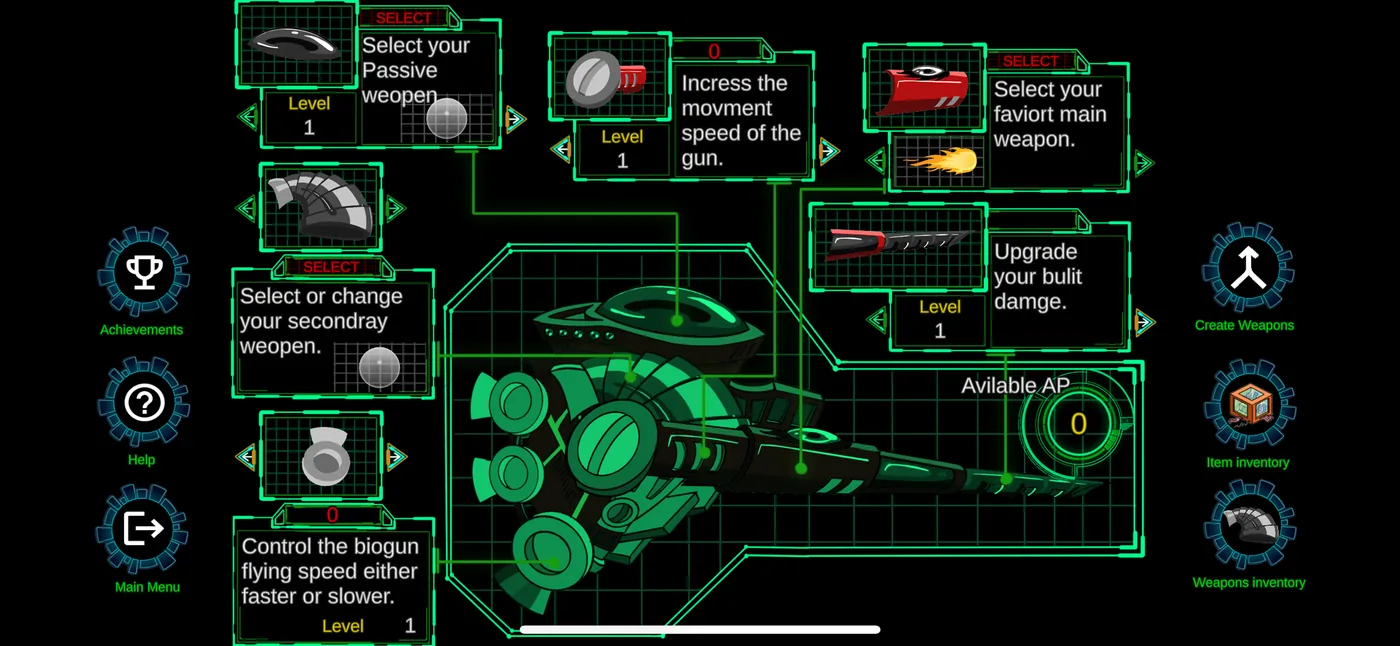 SELECT
Select your
Passive
weopen
Level
1
0
Incress the
movment
speed of the
gun.
Level
1
SELECT
Select your
faviort main
weapon.
SELECT
Select or change
your secondray
weopen.
Upgrade
your bulit
damge.
Level
1
Avilable AP
0
0
Control the biogun
flying speed either
faster or slower.
Level 1
Achievements
Help
Main Menu
Create Weapons
Item inventory
Weapons inventory